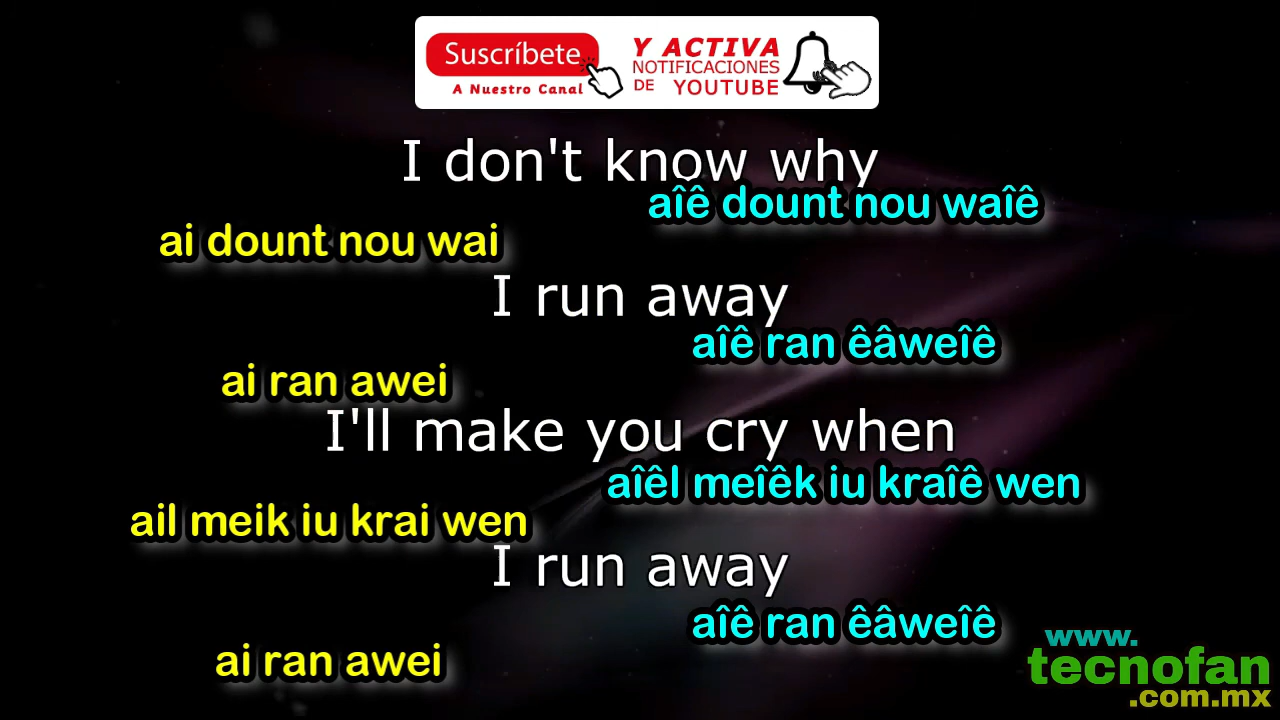 Suscríbete
A Nuestro Canal
Y ACTIVA
NOTIFICACIONES
DE YOUTUBE
I don't know why
aîê dount nou waîê
ai dount nou wai
I run away
aîê ran êâweîê
ai ran awei
I'll make you cry when
aîêl meîêk iu kraîê wen
ail meik iu krai wen
I run away
aîê ran êâweîê
ai ran awei
www.
tecnofan
.com.mx